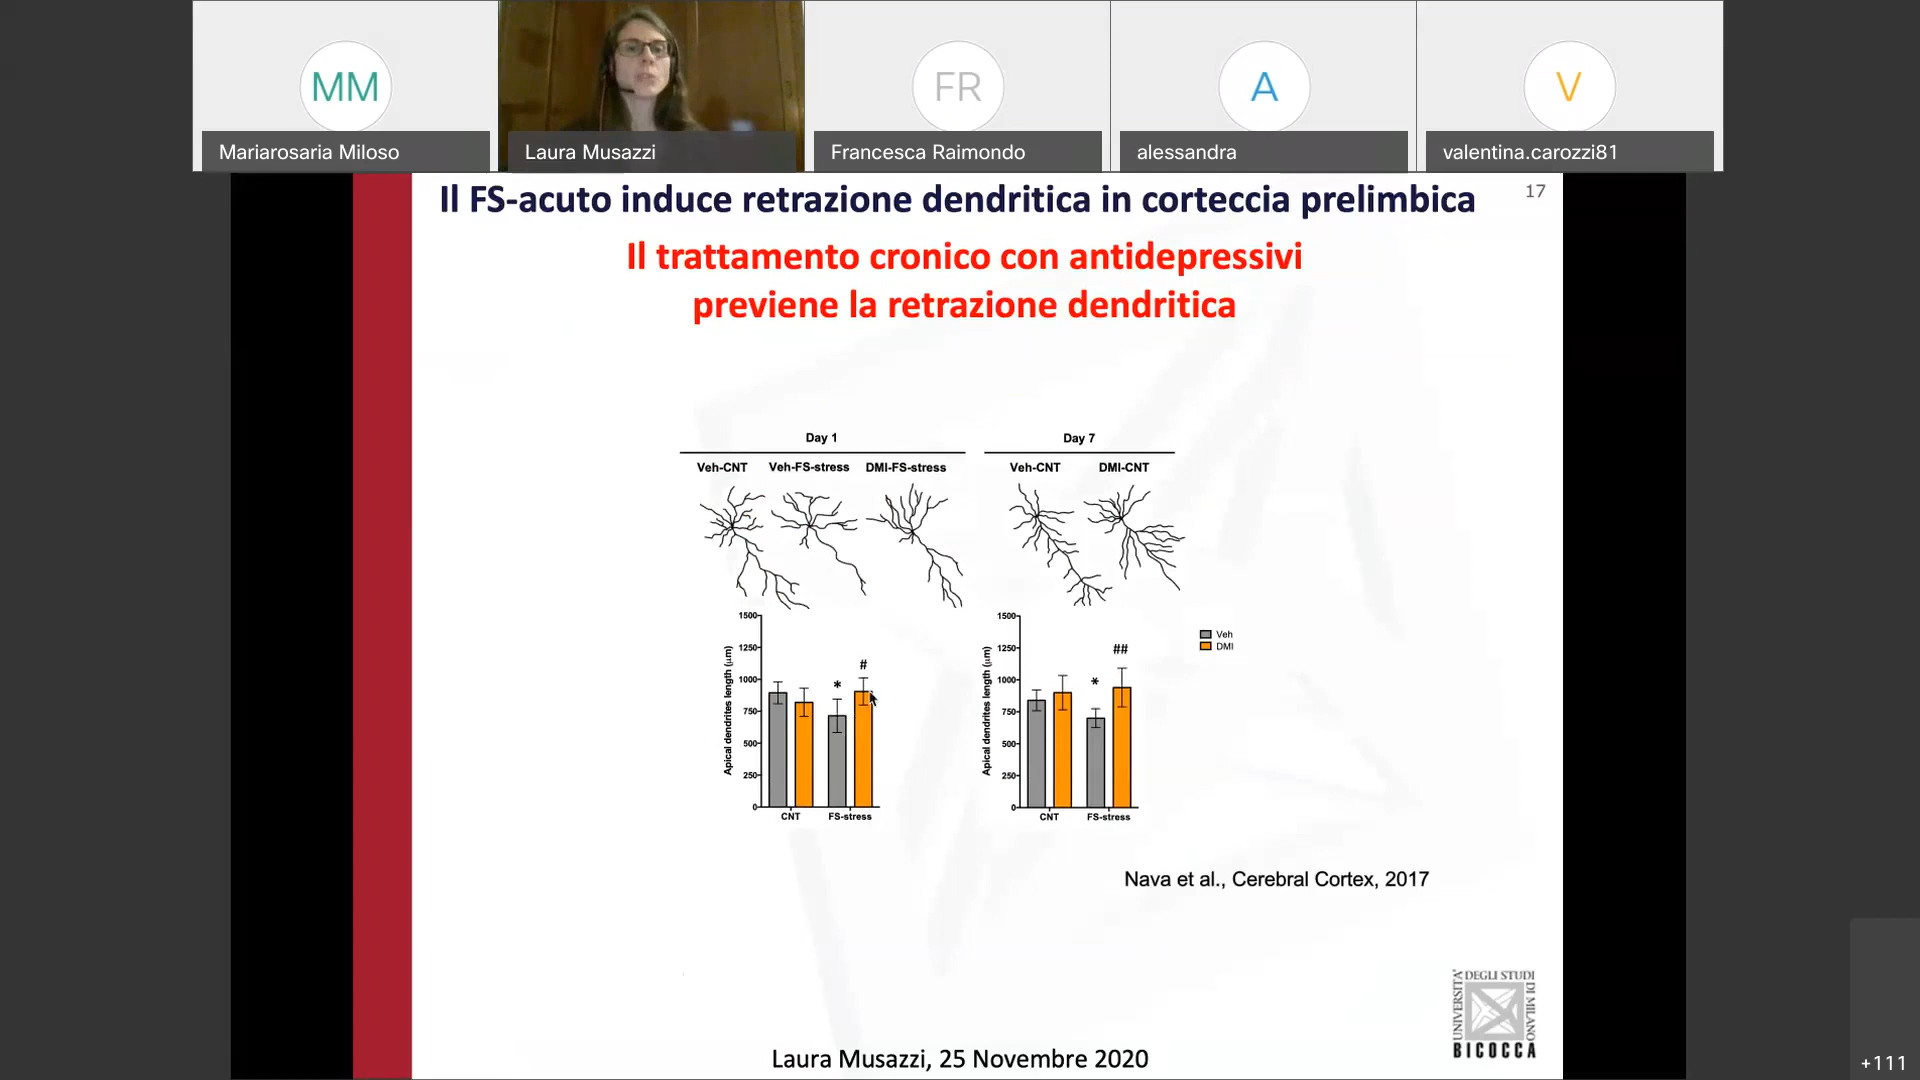 MM
FR
A
V
Mariarosaria Miloso
Laura Musazzi
Francesca Raimondo
alessandra
valentina.carozzi81
Il FS-acuto induce retrazione dendritica in corteccia prelimbica
17
Il trattamento cronico con antidepressivi
previene la retrazione dendritica
Day 1
Veh-CNT
Veh-FS-stress
DMI-FS-stress
Day 7
Veh-CNT
DMI-CNT
Apical dendrites length (μm)
1500
1250
1000
750
500
250
0
*
#
CNT
FS-stress
Apical dendrites length (μm)
1500
1250
1000
750
500
250
0
*
##
CNT
FS-stress
Veh
DMI
Nava et al., Cerebral Cortex, 2017
UNIVERSITA'
DEGLI STUDI
DI MILANO
BICOCCA
Laura Musazzi, 25 Novembre 2020
+111